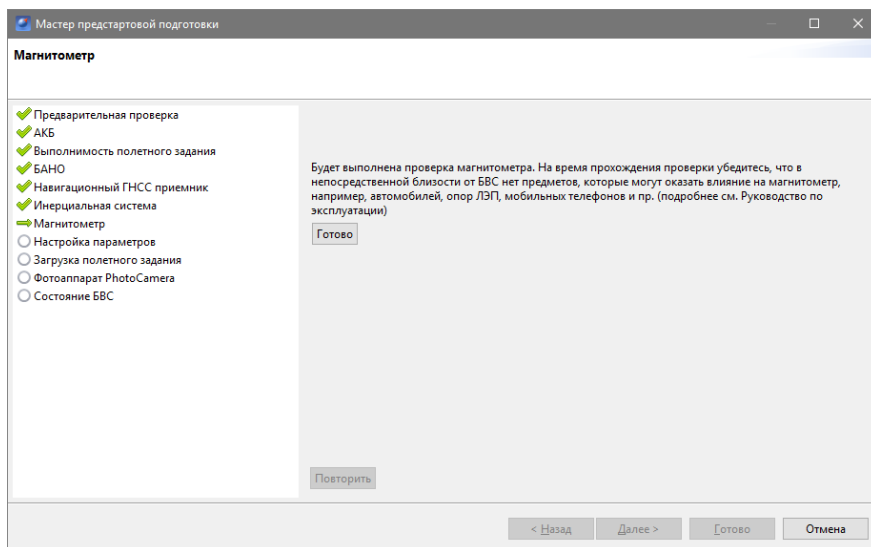 Мастер предстартовой подготовки
Магнитометр
Предварительная проверка
АКБ
Выполнимость полетного задания
БАНО
Навигационный ГНСС приемник
Инерциальная система
Магнитометр
Настройка параметров
Загрузка полетного задания
Фотоаппарат PhotoCamera
Состояние БВС
Будет выполнена проверка магнитометра. На время прохождения проверки убедитесь, что в
непосредственной близости от БВС нет предметов, которые могут оказать влияние на магнитометр,
например, автомобилей, опор ЛЭП, мобильных телефонов и пр. (подробнее см. Руководство по
эксплуатации)
Готово
Повторить
< Назад
Далее >
Готово
Отмена